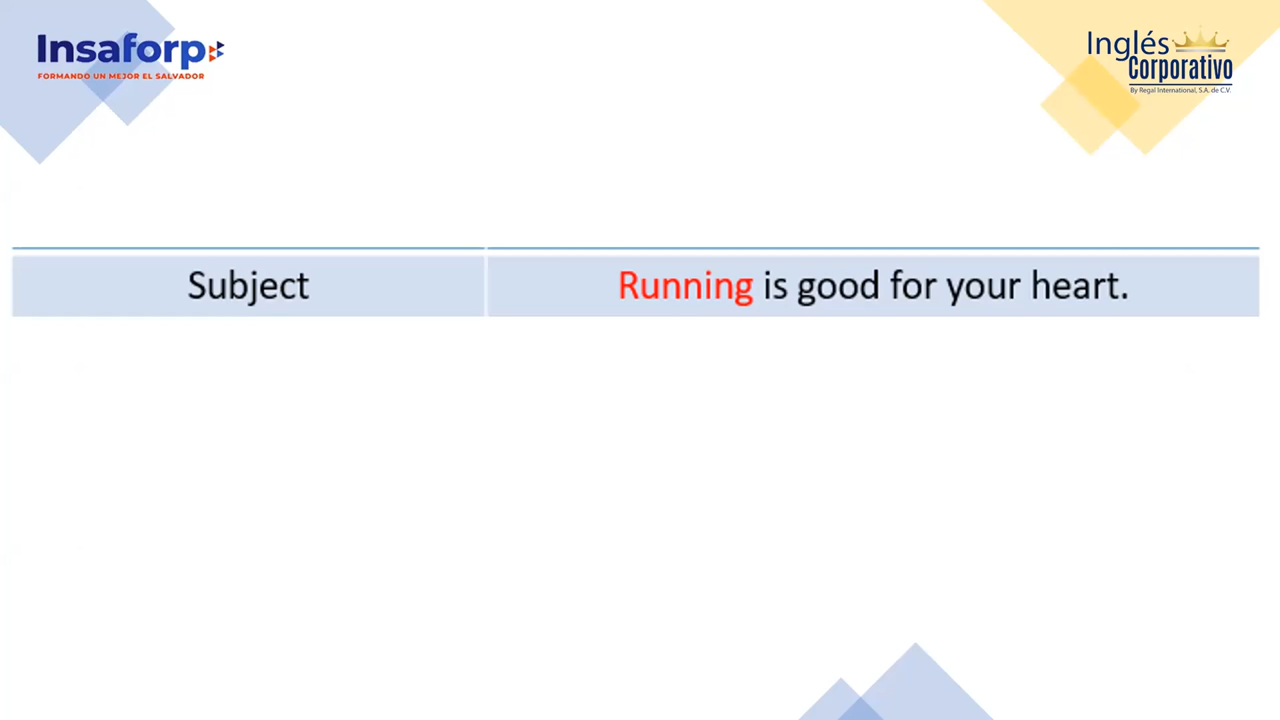 Insaforp
FORMANDO UN MEJOR EL SALVADOR
Inglés
Corporativo
By Regal International, S.A. de C.V.
Subject
Running is good for your heart.